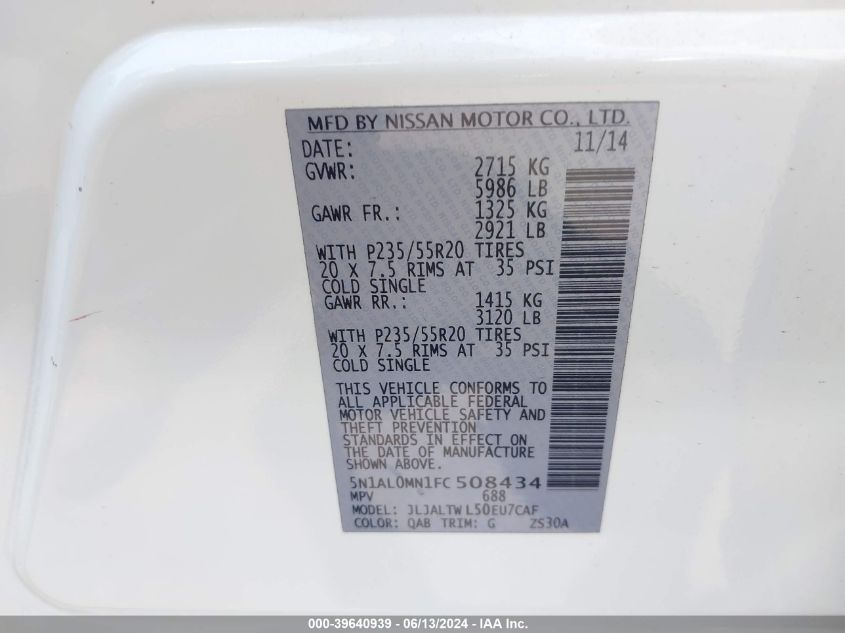 MFD BY NISSAN MOTOR CO., LTD.
DATE: 11/14
GVWR: 2715 KG
5986 LB
GAWR FR.: 1325 KG
2921 LB
WITH P235/55R20 TIRES
20 X 7.5 RIMS AT 35 PSI
COLD SINGLE
GAWR RR.: 1415 KG
3120 LB
WITH P235/55R20 TIRES
20 X 7.5 RIMS AT 35 PSI
COLD SINGLE
THIS VEHICLE CONFORMS TO
ALL APPLICABLE FEDERAL
MOTOR VEHICLE SAFETY AND
THEFT PREVENTION
STANDARDS IN EFFECT ON
THE DATE OF MANUFACTURE
SHOWN ABOVE.
5N1AL0MN1FC508434
MPV 688
MODEL: JLJALTWL50EU7CAF
COLOR: QAB TRIM: G ZS30A
000-39640939 - 06/13/2024 - IAA Inc.